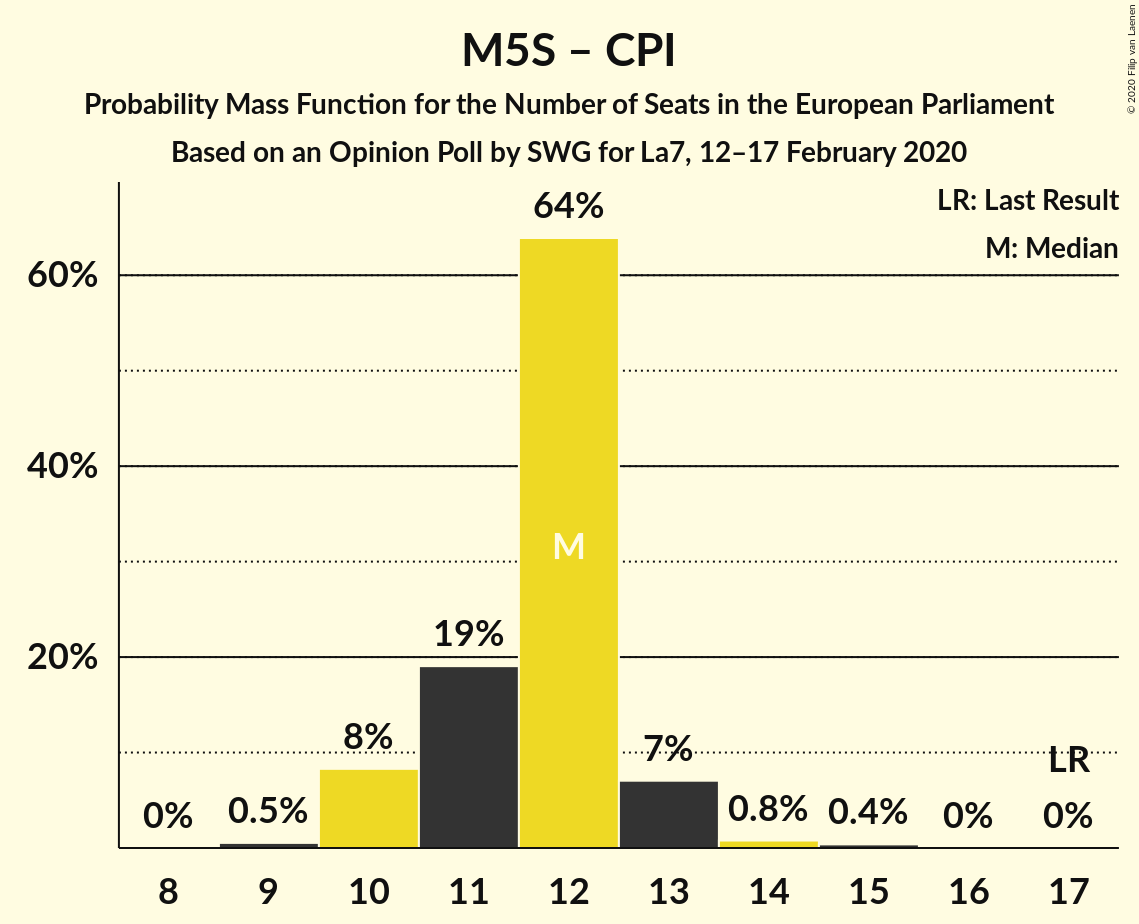 M5S – CPI
Probability Mass Function for the Number of Seats in the European Parliament
Based on an Opinion Poll by SWG for La7, 12–17 February 2020
© 2020 Filip van Laenen
LR: Last Result
M: Median
60%
40%
20%
0%
0.5%
8%
19%
64%
M
7%
0.8%
0.4%
0%
LR
0%
8 9 10 11 12 13 14 15 16 17